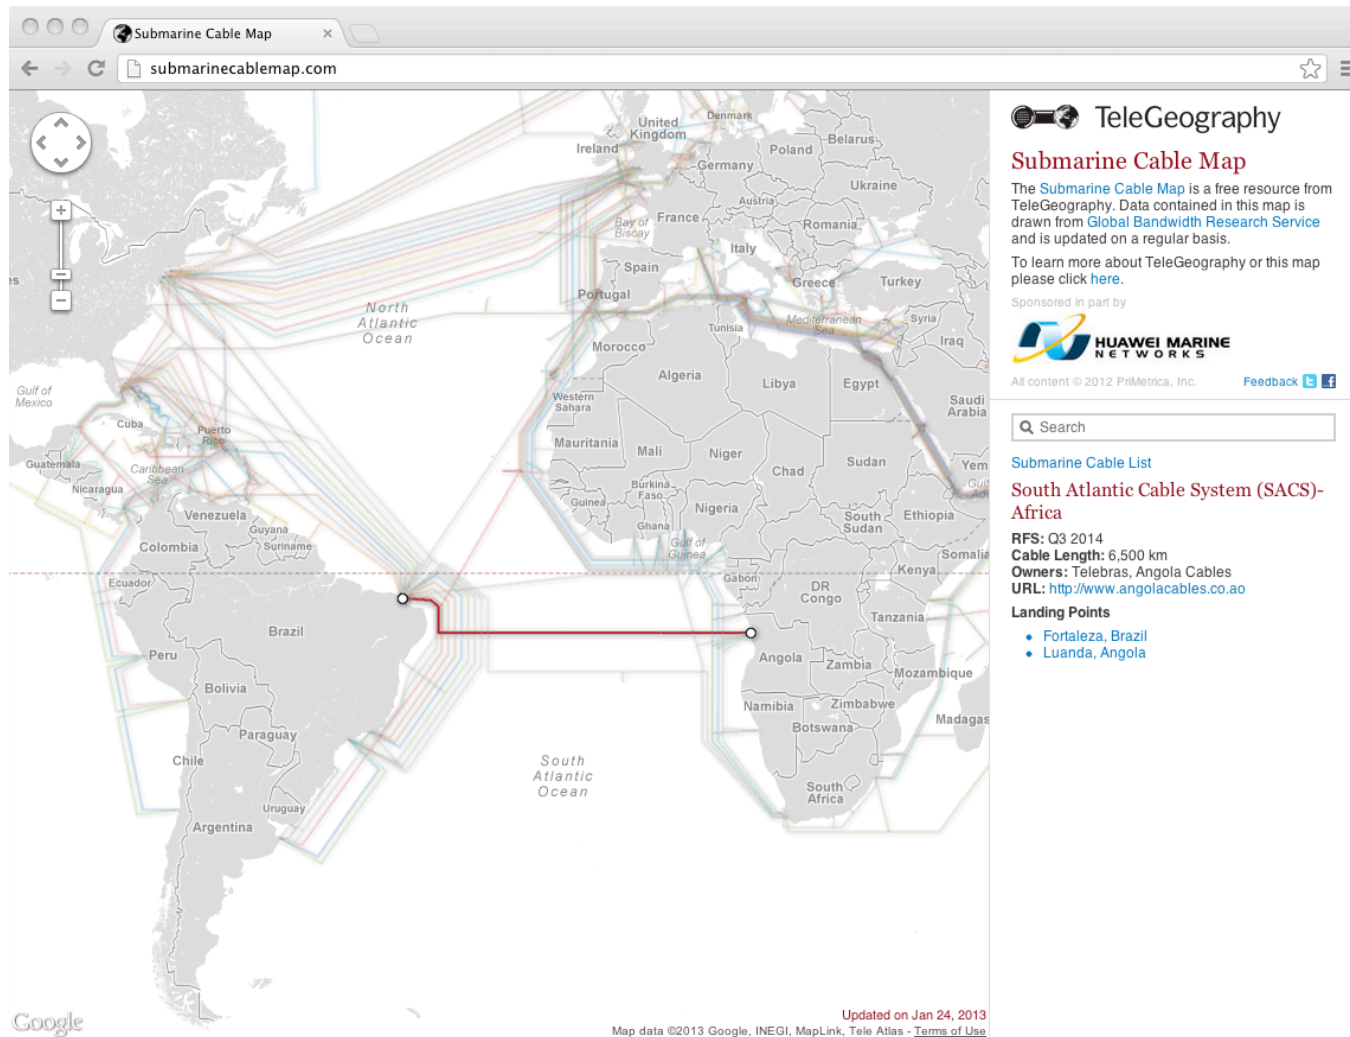 Submarine Cable Map
submarinecablemap.com
TeleGeography
Submarine Cable Map
The Submarine Cable Map is a free resource from
TeleGeography. Data contained in this map is
drawn from Global Bandwidth Research Service
and is updated on a regular basis.
To learn more about TeleGeography or this map
please click here.
Sponsored in part by
HUAWEI MARINE
NETWORKS
All content © 2012 PriMetrica, Inc.
Feedback
Search
Submarine Cable List
South Atlantic Cable System (SACS)-
Africa
RFS: Q3 2014
Cable Length: 6,500 km
Owners: Telebras, Angola Cables
URL: http://www.angolacables.co.ao
Landing Points
Fortaleza, Brazil
Luanda, Angola
United
Kingdom
Denmark
Ireland
Poland
Belarus
Germany
Ukraine
Austria
France
Bay of
Biscay
Romania
Italy
Spain
Portugal
Greece
Turkey
es
North
Atlantic
Ocean
Mediterranean
Sea
Syria
Tunisia
Iraq
Morocco
Algeria
Libya
Egypt
Gulf of
Mexico
Western
Sahara
Saudi
Arabia
Cuba
Puerto
Rico
Mauritania
Mali
Niger
Chad
Sudan
Yem
Guatemala
Caribbean
Sea
Nicaragua
Burkina
Faso
Guinea
Nigeria
Ghana
South
Sudan
Ethiopia
Gulf
Ade
Venezuela
Guyana
Suriname
Colombia
Gulf of
Guinea
Somalia
Ecuador
Gabon
DR
Congo
Kenya
Tanzania
Brazil
Peru
Angola
Zambia
Mozambique
Bolivia
Namibia
Zimbabwe
Botswana
Madagas
Paraguay
Chile
South
Atlantic
Ocean
South
Africa
Uruguay
Argentina
Google
Updated on Jan 24, 2013
Map data ©2013 Google, INEGI, MapLink, Tele Atlas - Terms of Use